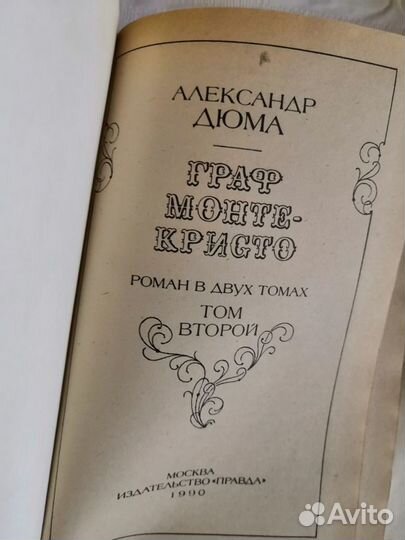 АЛЕКСАНДР
ДЮМА
ГРАФ
МОНТЕ-
КРИСТО
РОМАН В ДВУХ ТОМАХ
ТОМ
ВТОРОЙ
МОСКВА
ИЗДАТЕЛЬСТВО «ПРАВДА»
1990
Avito